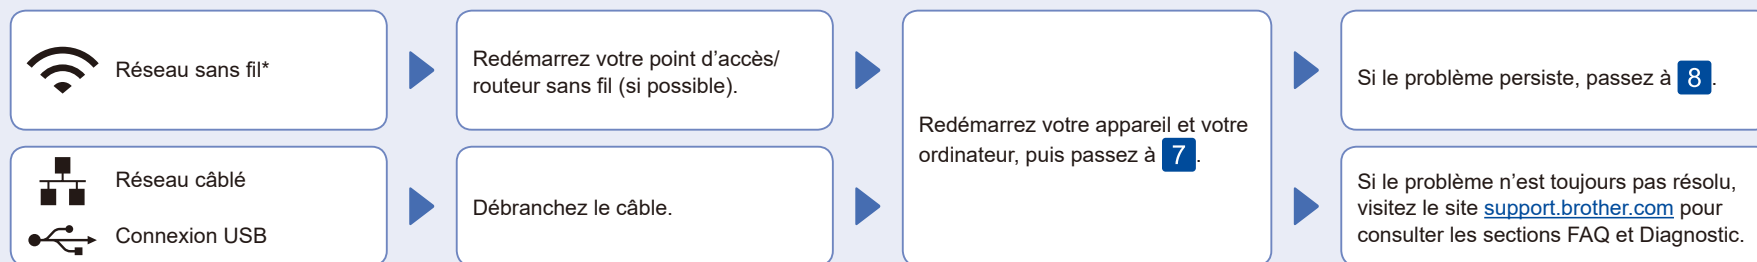 Réseau sans fil*
Redémarrez votre point d’accès/
routeur sans fil (si possible).
Réseau câblé
Connexion USB
Débranchez le câble.
Redémarrez votre appareil et votre
ordinateur, puis passez à 7.
Si le problème persiste, passez à 8.
Si le problème n’est toujours pas résolu,
visitez le site support.brother.com pour
consulter les sections FAQ et Diagnostic.